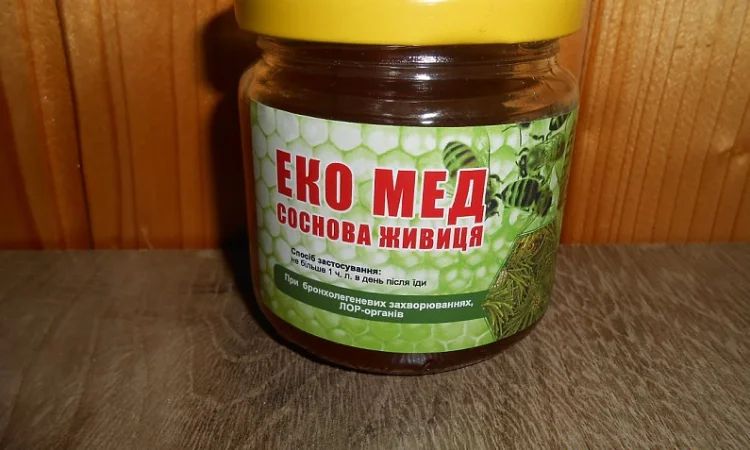 ЕКО МЕД
СОСНОВА ЖИВИЦЯ
Спосіб застосування:
не більше 1 ч. л. в день після їди
При бронхолегеневих захворюваннях,
ЛОР-органів